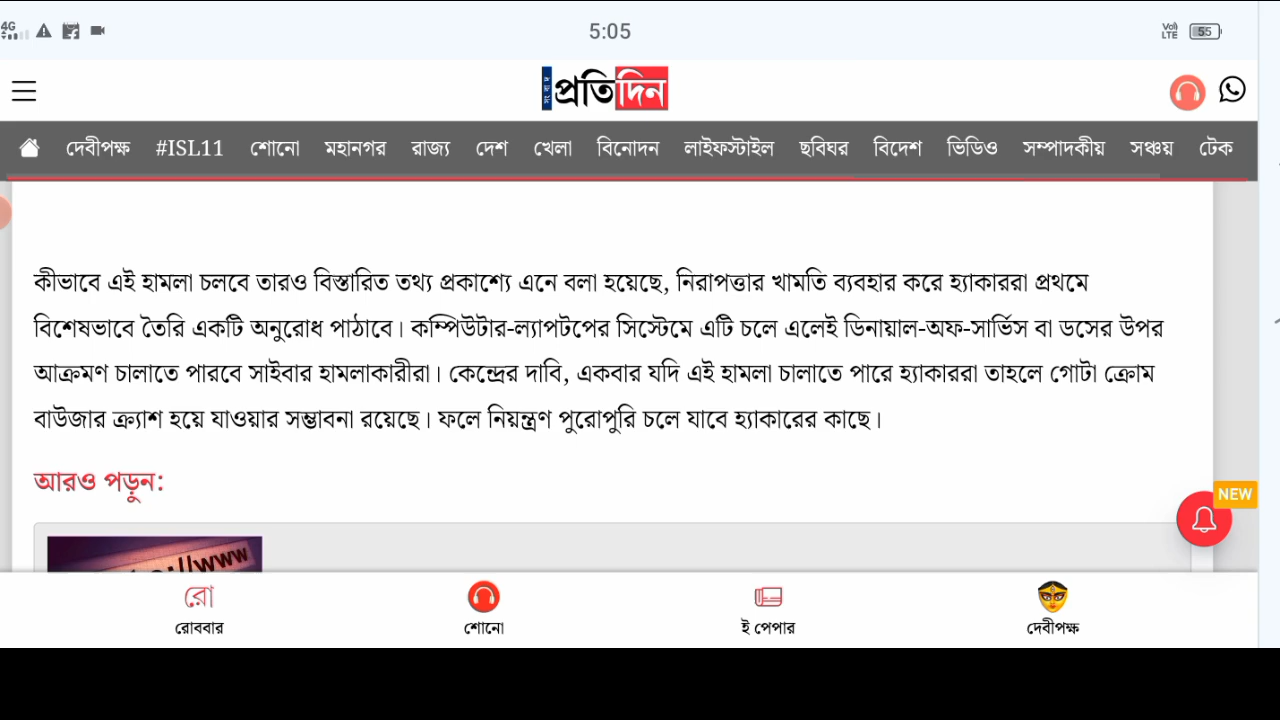 4G
5:05
Vo)
LTE
55
সংবাদ প্রতিদিন
দেবীপক্ষ #ISL11 শোনো মহানগর রাজ্য দেশ খেলা বিনোদন লাইফস্টাইল ছবিঘর বিদেশ ভিডিও সম্পাদকীয় সঞ্চয় টেক
কীভাবে এই হামলা চলবে তারও বিস্তারিত তথ্য প্রকাশ্যে এনে বলা হয়েছে, নিরাপত্তার খামতি ব্যবহার করে হ্যাকাররা প্রথমে
বিশেষভাবে তৈরি একটি অনুরোধ পাঠাবে। কম্পিউটার-ল্যাপটপের সিস্টেমে এটি চলে এলেই ডিনায়াল-অফ-সার্ভিস বা ডসের উপর
আক্রমণ চালাতে পারবে সাইবার হামলাকারীরা। কেন্দ্রের দাবি, একবার যদি এই হামলা চালাতে পারে হ্যাকাররা তাহলে গোটা ক্রোম
বাউজার ক্র্যাশ হয়ে যাওয়ার সম্ভাবনা রয়েছে। ফলে নিয়ন্ত্রণ পুরোপুরি চলে যাবে হ্যাকারের কাছে।
আরও পড়ুন:
NEW
://www
রো
রোববার শোনো ই পেপার দেবীপক্ষ